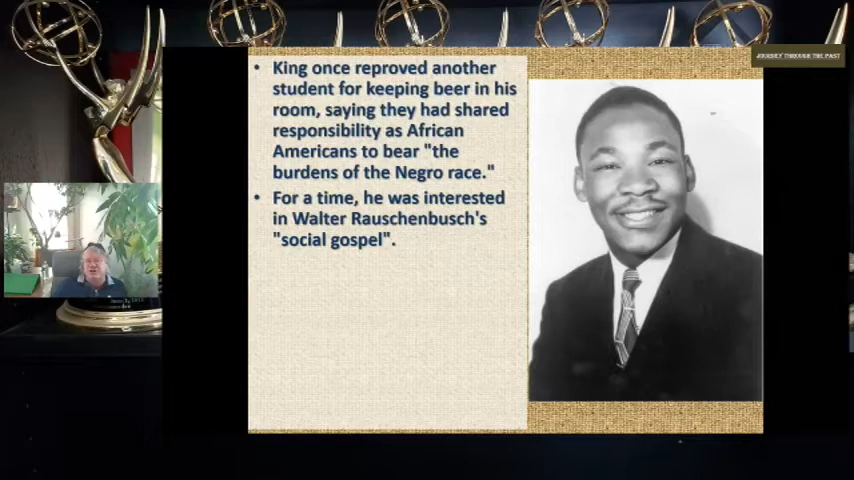 JOURNEY THROUGH THE PAST
• King once reproved another
student for keeping beer in his
room, saying they had shared
responsibility as African
Americans to bear "the
burdens of the Negro race."
• For a time, he was interested
in Walter Rauschenbusch's
"social gospel".